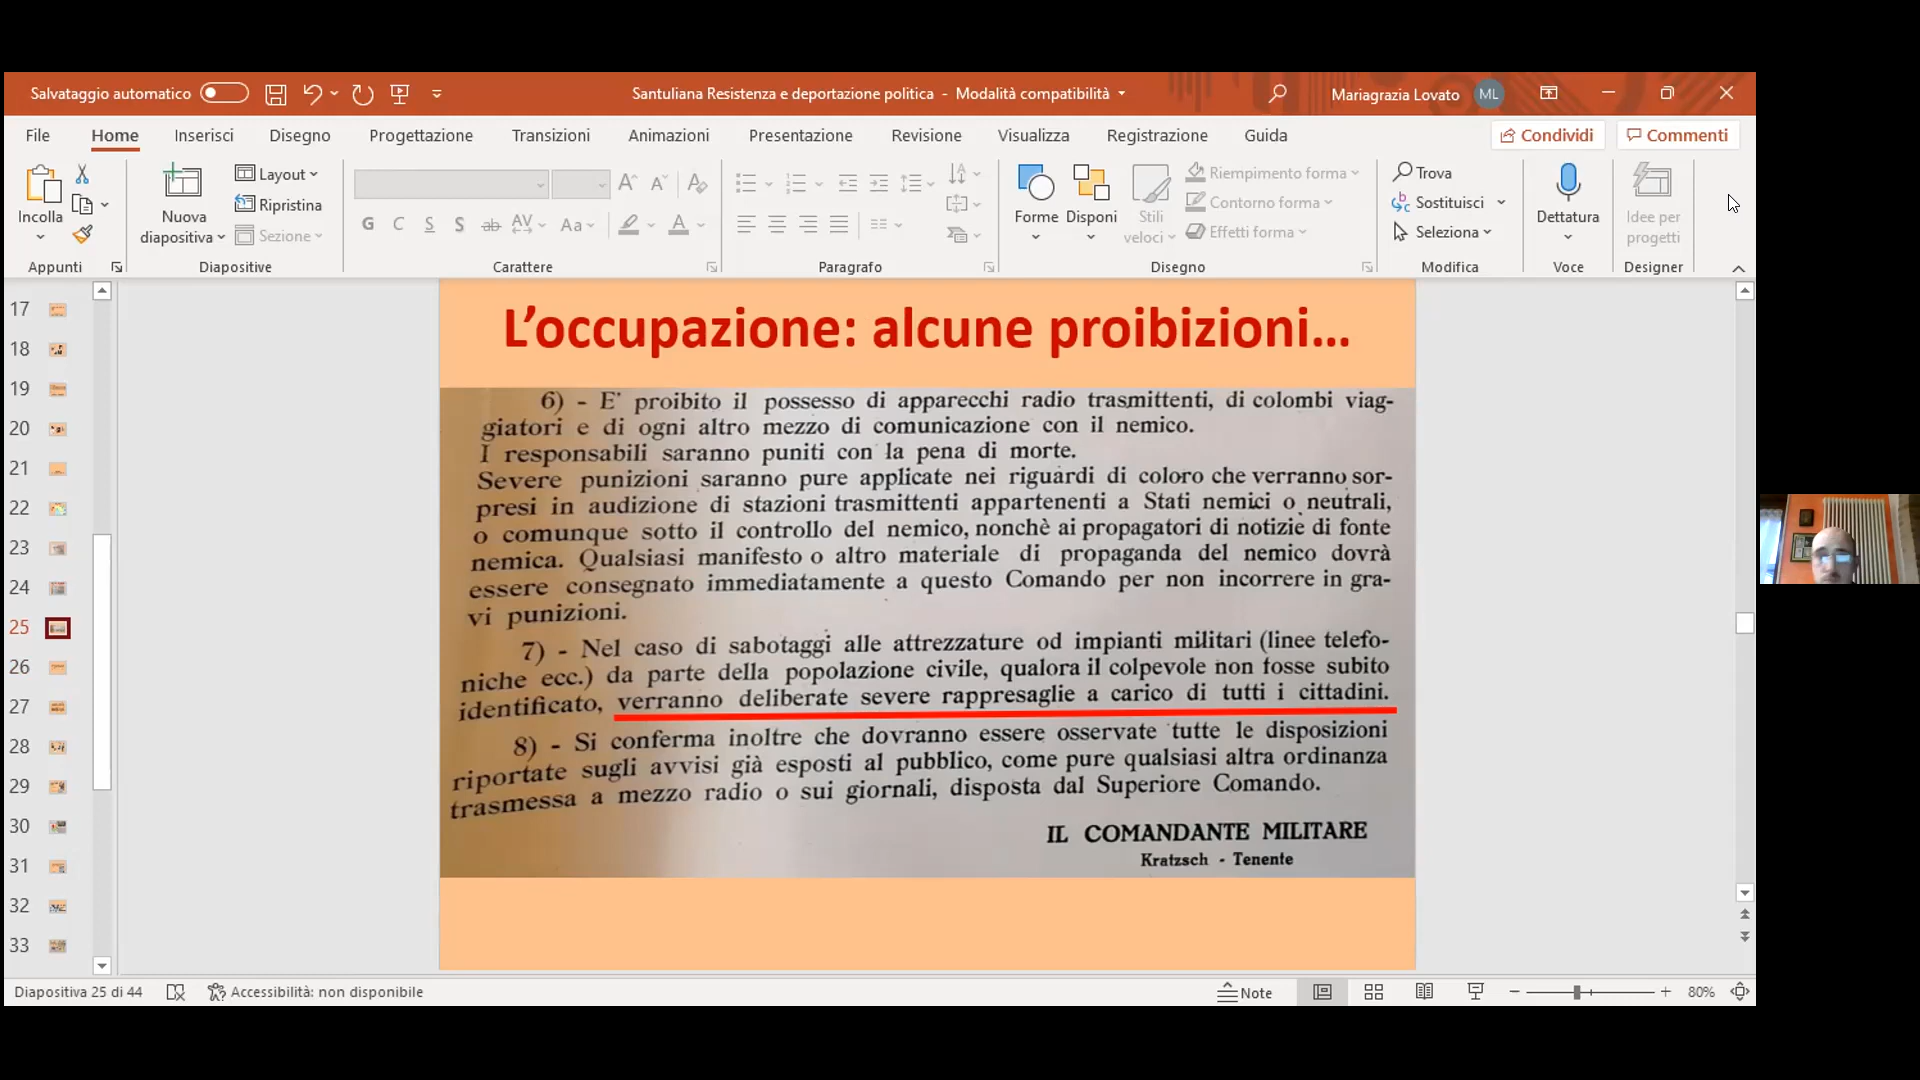 Salvataggio automatico
Santuliana Resistenza e deportazione politica - Modalità compatibilità
Mariagrazia Lovato ML
File Home Inserisci Disegno Progettazione Transizioni Animazioni Presentazione Revisione Visualizza Registrazione Guida Condividi Commenti
Incolla
Appunti
Nuova
diapositiva
Layout
Ripristina
Sezione
Diapositive
G C S S ab AV Aa A
Carattere
Paragrafo
Forme
Disponi
Stili
veloci
Riempimento forma
Contorno forma
Effetti forma
Disegno
Trova
Sostituisci
Seleziona
Modifica
Dettatura
Voce
Idee per
progetti
Designer
17
18
19
20
21
22
23
24
25
26
27
28
29
30
31
32
33
L'occupazione: alcune proibizioni...
6) - E' proibito il possesso di apparecchi radio trasmittenti, di colombi viag-
giatori e di ogni altro mezzo di comunicazione con il nemico.
I responsabili saranno puniti con la pena di morte.
Severe punizioni saranno pure applicate nei riguardi di coloro che verranno sor-
presi in audizione di stazioni trasmittenti appartenenti a Stati nemici o neutrali,
o comunque sotto il controllo del nemico, nonchè ai propagatori di notizie di fonte
nemica. Qualsiasi manifesto o altro materiale di propaganda del nemico dovrà
essere consegnato immediatamente a questo Comando per non incorrere in gra-
vi punizioni.
7) - Nel caso di sabotaggi alle attrezzature od impianti militari (linee telefo-
niche ecc.) da parte della popolazione civile, qualora il colpevole non fosse subito
identificato, verranno deliberate severe rappresaglie a carico di tutti i cittadini.
8) - Si conferma inoltre che dovranno essere osservate tutte le disposizioni
riportate sugli avvisi già esposti al pubblico, come pure qualsiasi altra ordinanza
trasmessa a mezzo radio o sui giornali, disposta dal Superiore Comando.
IL COMANDANTE MILITARE
Kratzsch - Tenente
Diapositiva 25 di 44
Accessibilità: non disponibile
Note
80%